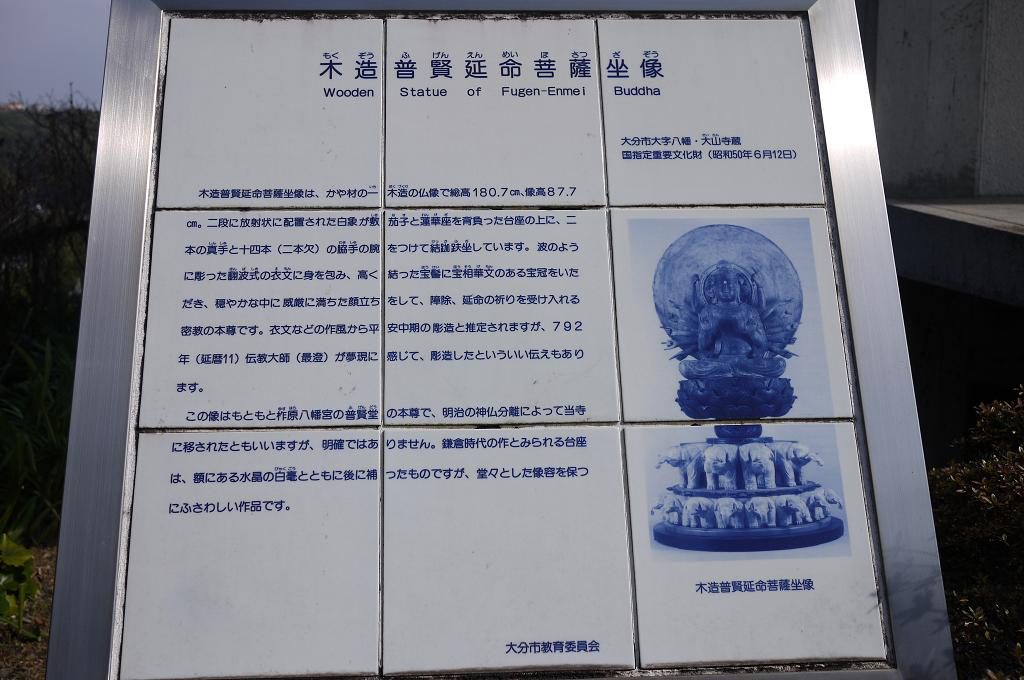 木造普賢延命菩薩坐像
Wooden Statue of Fugen-Enmei Buddha
大分市大字八幡・大山寺蔵
国指定重要文化財（昭和50年６月12日）
木造普賢延命菩薩坐像は、かや材の一木造の仏像で総高180.7㎝、像高87.7
㎝。二段に放射状に配置された白象が敷茄子と蓮華座を背負った台座の上に、二
本の真手と十四本（二本欠）の脇手の腕をつけて結跏趺坐しています。波のよう
に彫った翻波式の衣文に身を包み、高く結った宝髻に宝相華文のある宝冠をいた
だき、穏やかな中に威厳に満ちた顔立ちをして、障除、延命の祈りを受け入れる
密教の本尊です。衣文などの作風から平安中期の彫造と推定されますが、７９２
年（延暦11）伝教大師（最澄）が夢現に感じて、彫造したといういい伝えもあり
ます。
この像はもともと柞原八幡宮の普賢堂の本尊で、明治の神仏分離によって当寺
に移されたともいいますが、明確ではありません。鎌倉時代の作とみられる台座
は、額にある水晶の白毫とともに後に補ったものですが、堂々とした像容を保つ
にふさわしい作品です。
木造普賢延命菩薩坐像
大分市教育委員会